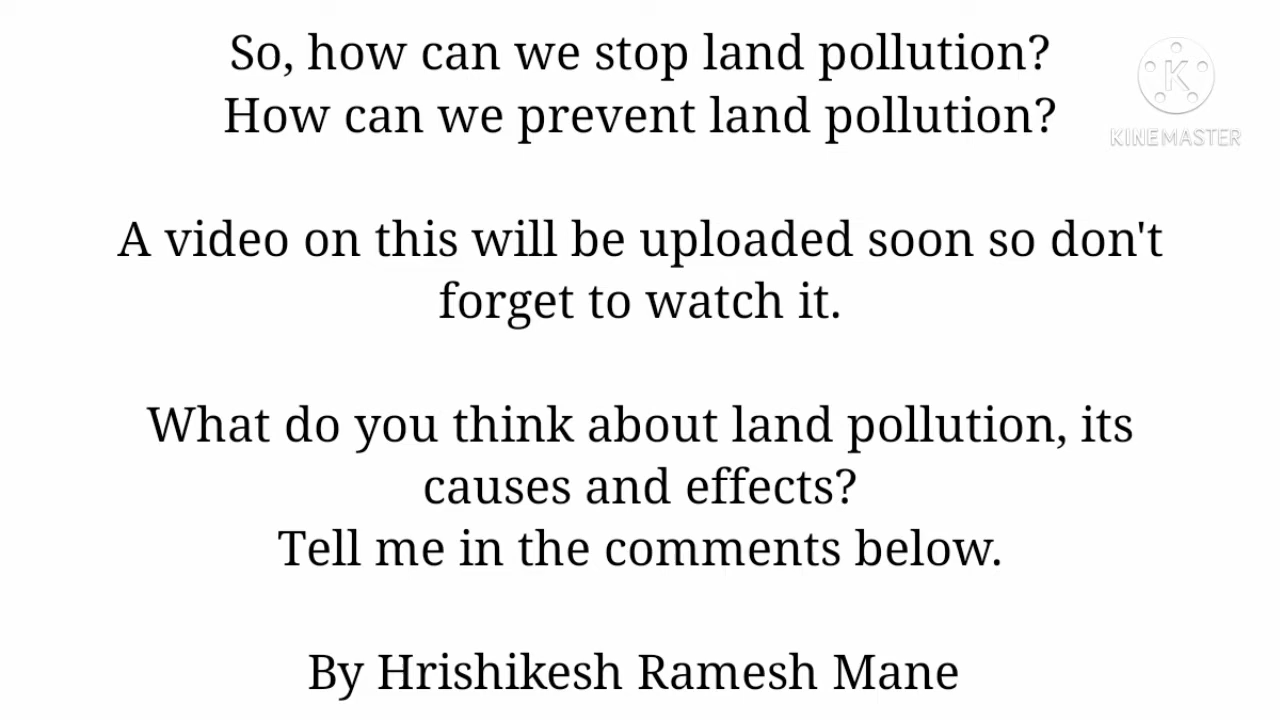 So, how can we stop land pollution?
How can we prevent land pollution?
K
KINEMASTER
A video on this will be uploaded soon so don't
forget to watch it.
What do you think about land pollution, its
causes and effects?
Tell me in the comments below.
By Hrishikesh Ramesh Mane